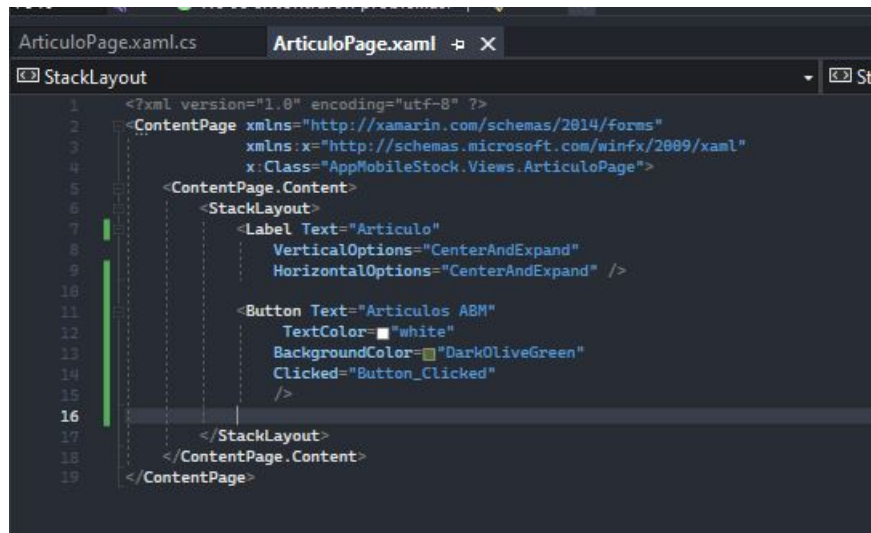 ArticuloPage.xaml.cs ArticuloPage.xaml
StackLayout St
1 <?xml version="1.0" encoding="utf-8" ?>
2 <ContentPage xmlns="http://xamarin.com/schemas/2014/forms"
3 xmlns:x="http://schemas.microsoft.com/winfx/2009/xaml"
4 x:Class="AppMobileStock.Views.ArticuloPage">
5 <ContentPage.Content>
6 <StackLayout>
7 <Label Text="Articulo"
8 VerticalOptions="CenterAndExpand"
9 HorizontalOptions="CenterAndExpand" />
10
11 <Button Text="Articulos ABM"
12 TextColor="white"
13 BackgroundColor="DarkOliveGreen"
14 Clicked="Button_Clicked"
15 />
16
17 </StackLayout>
18 </ContentPage.Content>
19 </ContentPage>